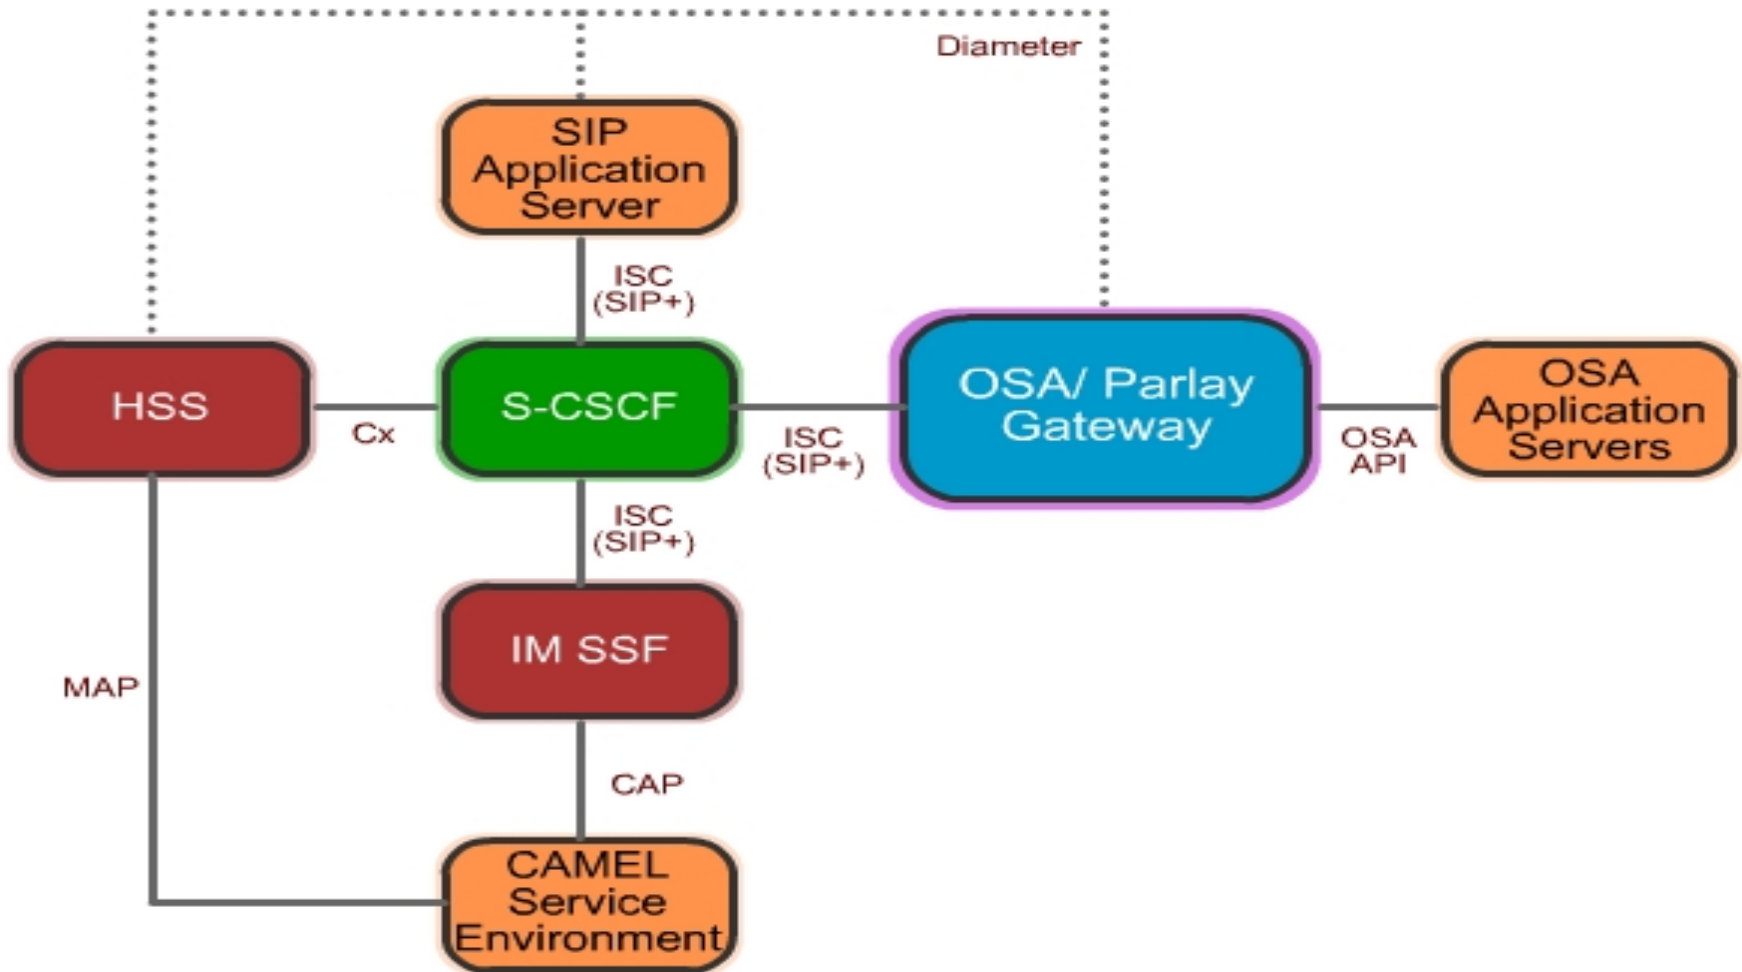 Diameter
SIP
Application
Server
ISC
(SIP+)
HSS
Cx
S-CSCF
ISC
(SIP+)
OSA/ Parlay
Gateway
OSA
API
OSA
Application
Servers
ISC
(SIP+)
IM SSF
MAP
CAP
CAMEL
Service
Environment